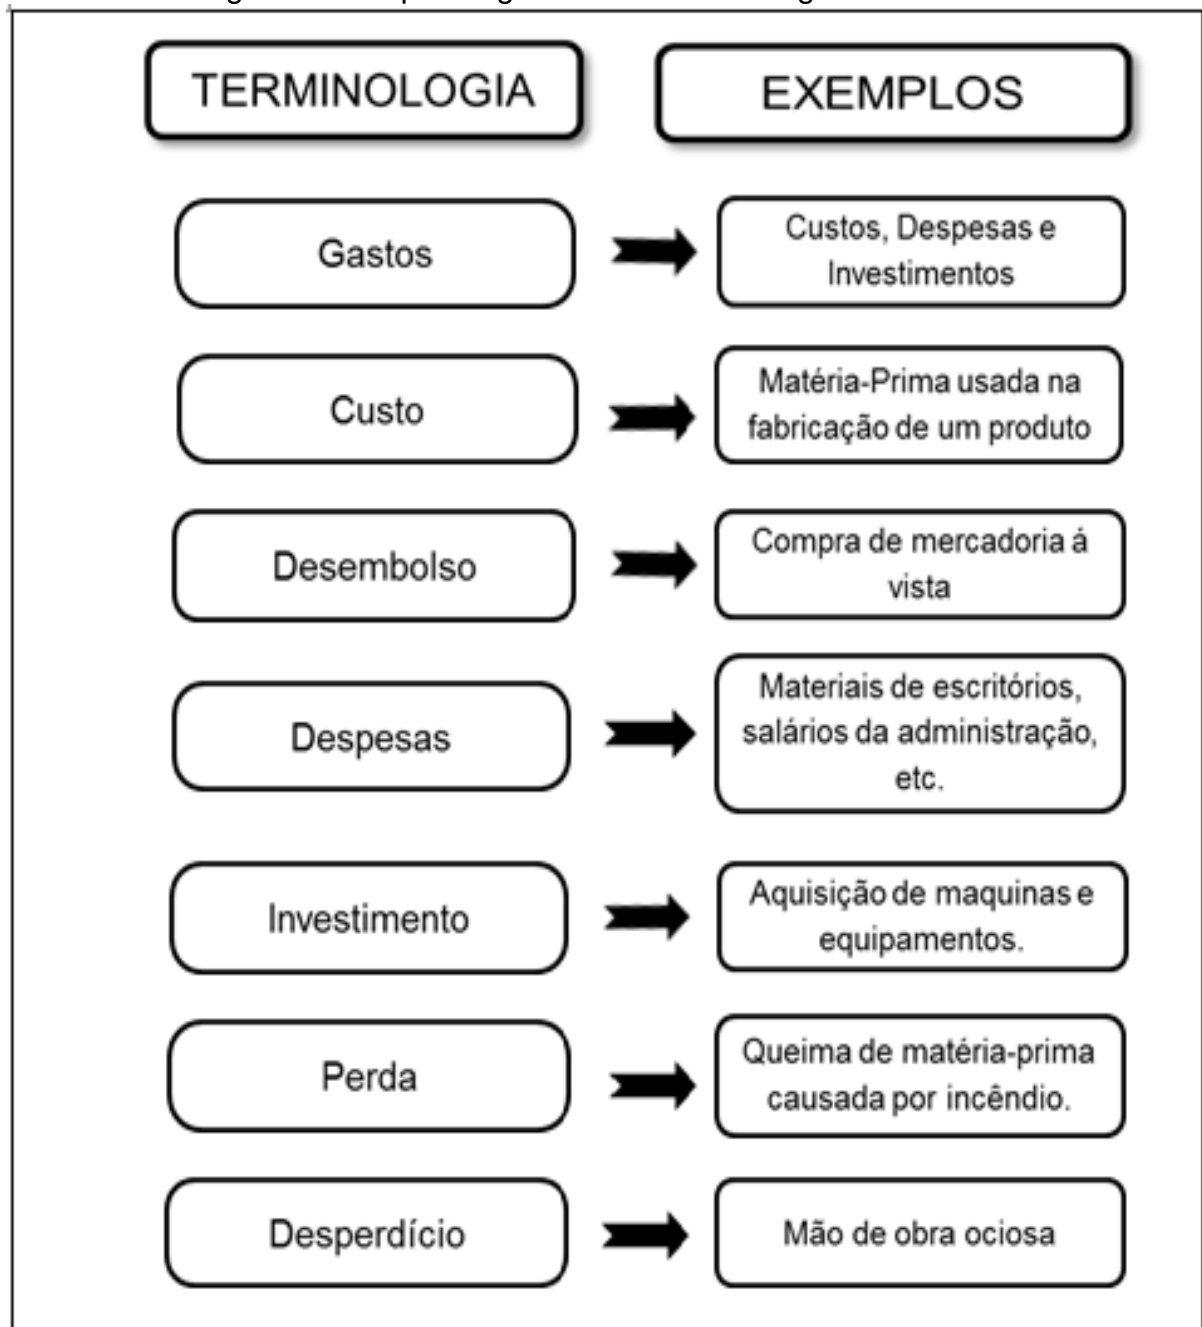 TERMINOLOGIA
EXEMPLOS
Gastos
Custos, Despesas e
Investimentos
Custo
Matéria-Prima usada na
fabricação de um produto
Desembolso
Compra de mercadoria á
vista
Despesas
Materiais de escritórios,
salários da administração,
etc.
Investimento
Aquisição de maquinas e
equipamentos.
Perda
Queima de matéria-prima
causada por incêndio.
Desperdício
Mão de obra ociosa